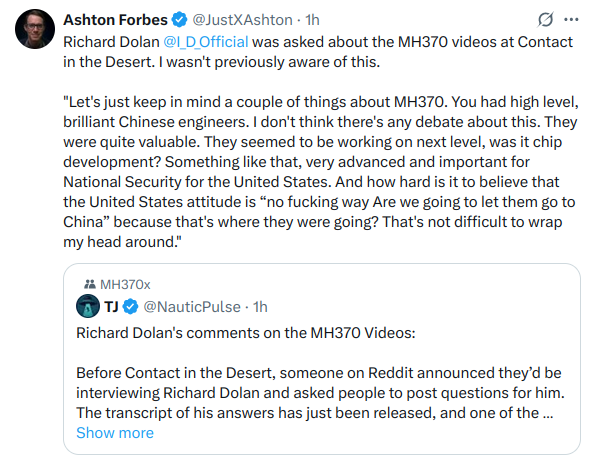 Ashton Forbes @JustXAshton · 1h
Richard Dolan @I_D_Official was asked about the MH370 videos at Contact
in the Desert. I wasn't previously aware of this.
"Let's just keep in mind a couple of things about MH370. You had high level,
brilliant Chinese engineers. I don't think there's any debate about this. They
were quite valuable. They seemed to be working on next level, was it chip
development? Something like that, very advanced and important for
National Security for the United States. And how hard is it to believe that
the United States attitude is “no fucking way Are we going to let them go to
China” because that's where they were going? That's not difficult to wrap
my head around."
MH370x
TJ @NauticPulse · 1h
Richard Dolan's comments on the MH370 Videos:
Before Contact in the Desert, someone on Reddit announced they’d be
interviewing Richard Dolan and asked people to post questions for him.
The transcript of his answers has just been released, and one of the ...
Show more